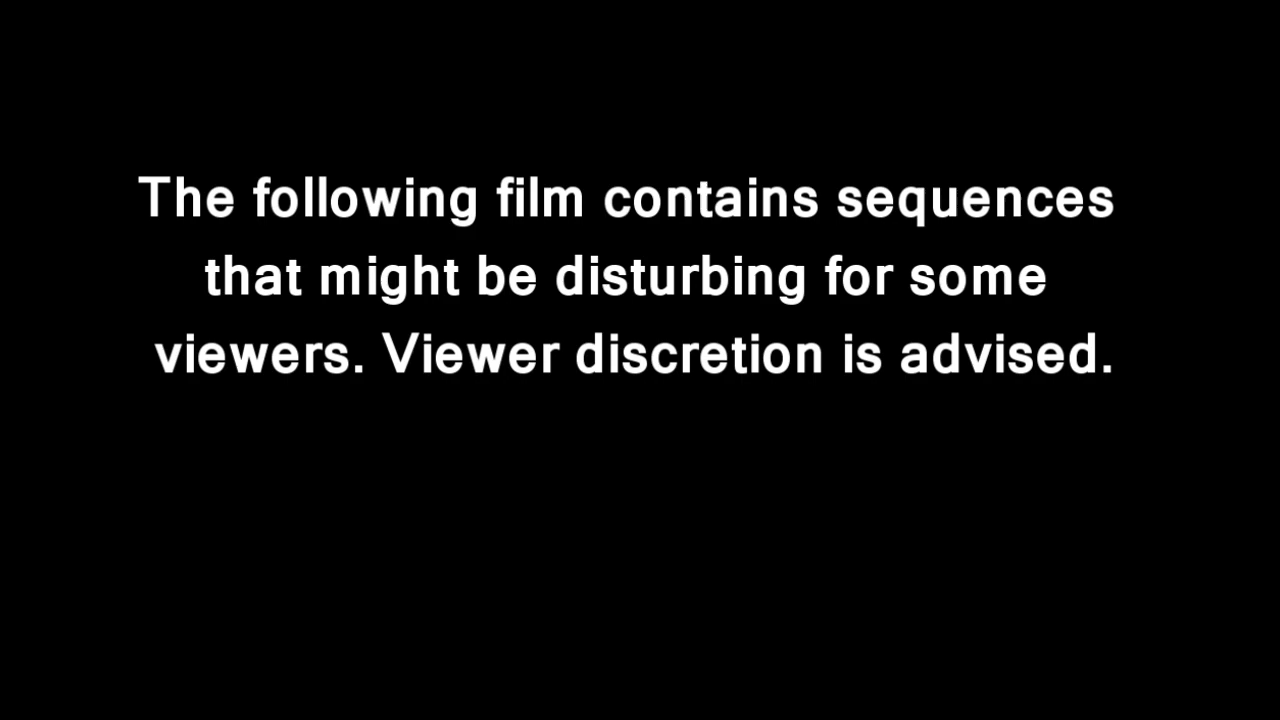 The following film contains sequences
that might be disturbing for some
viewers. Viewer discretion is advised.